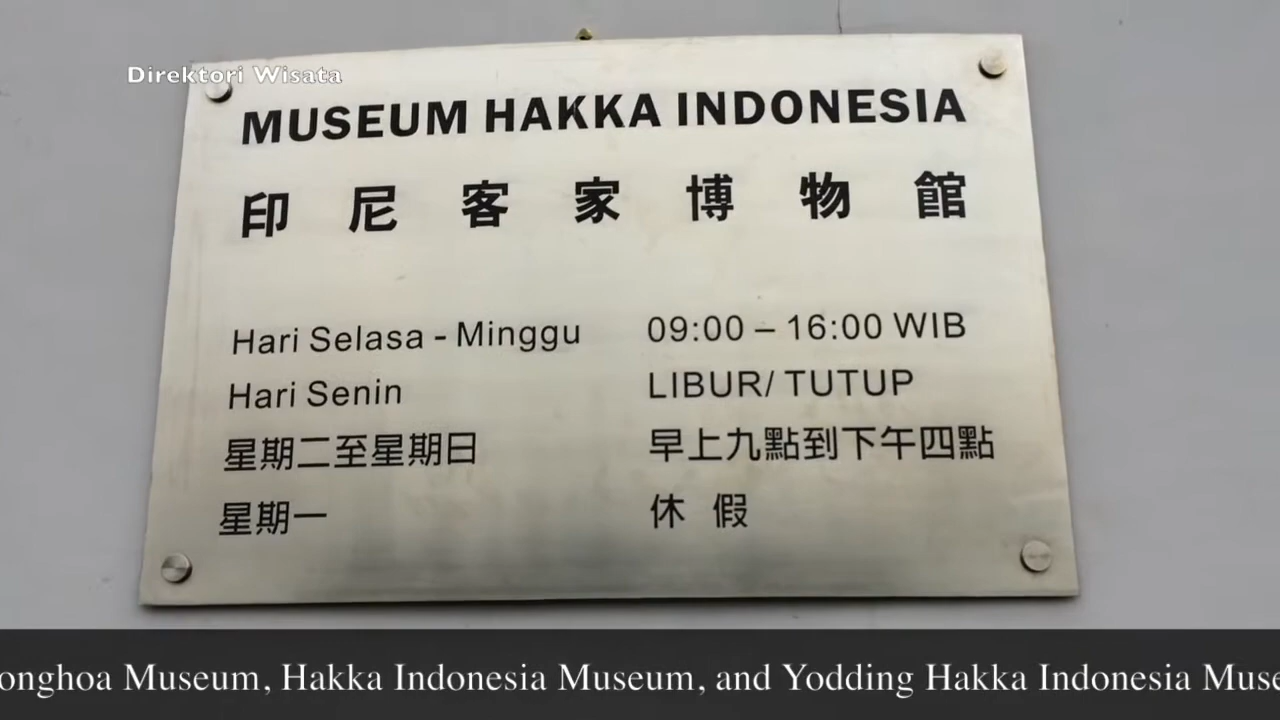 Direktori Wisata
MUSEUM HAKKA INDONESIA
印尼客家博物館
Hari Selasa - Minggu 09:00 – 16:00 WIB
Hari Senin LIBUR/ TUTUP
星期二至星期日 早上九點到下午四點
星期一 休假
Museum, Hakka Indonesia Museum, and Yodding Hakka Indonesia